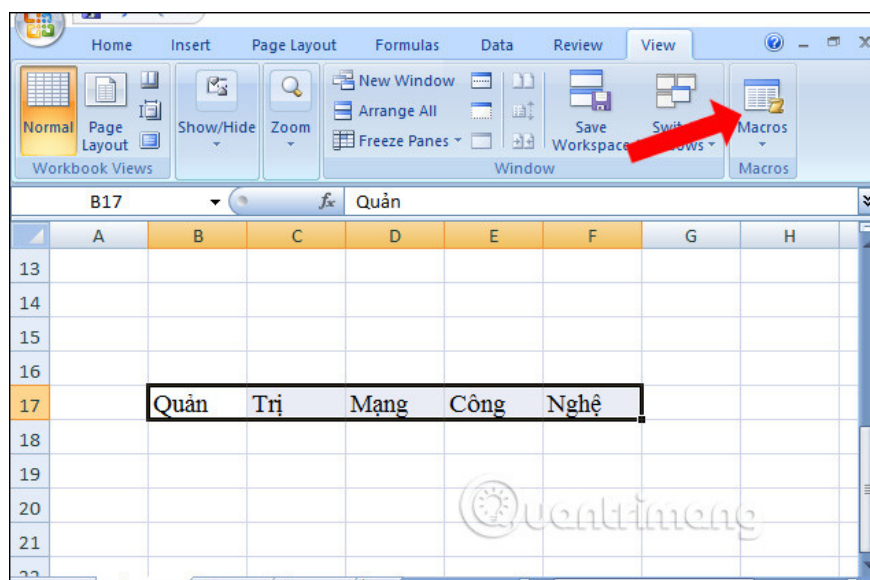 Home Insert Page Layout Formulas Data Review View
New Window
Arrange All
Freeze Panes
Normal Page Layout Show/Hide Zoom Save Workspace Macros
Workbook Views Window Macros
B17 fx Quản
A B C D E F G H
13
14
15
16
17 Quản Trị Mạng Công Nghệ
18
19
20
21
Quantrimang